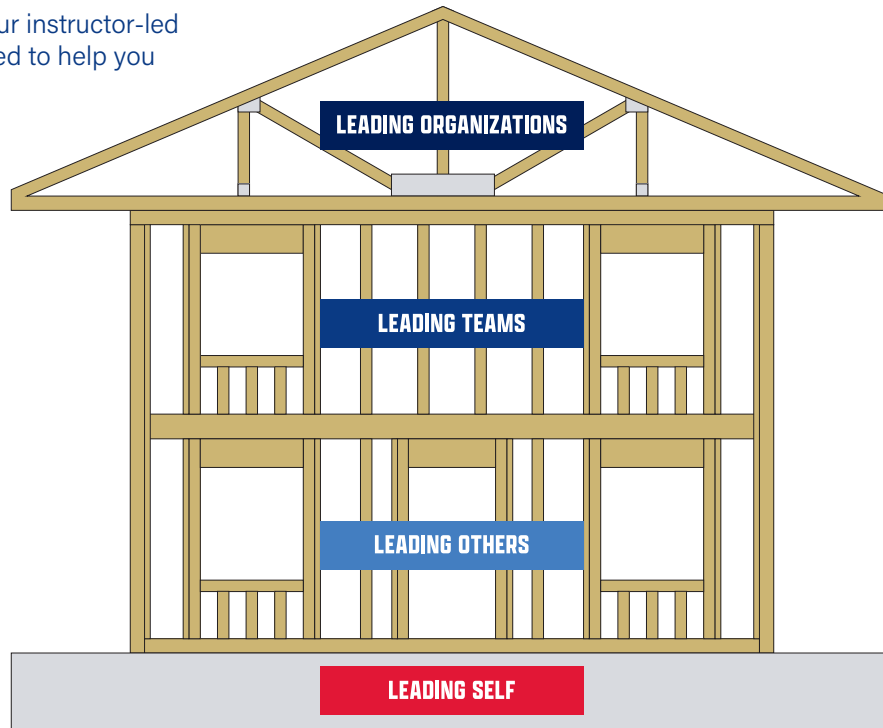 ur instructor-led
ed to help you
LEADING ORGANIZATIONS
LEADING TEAMS
LEADING OTHERS
LEADING SELF